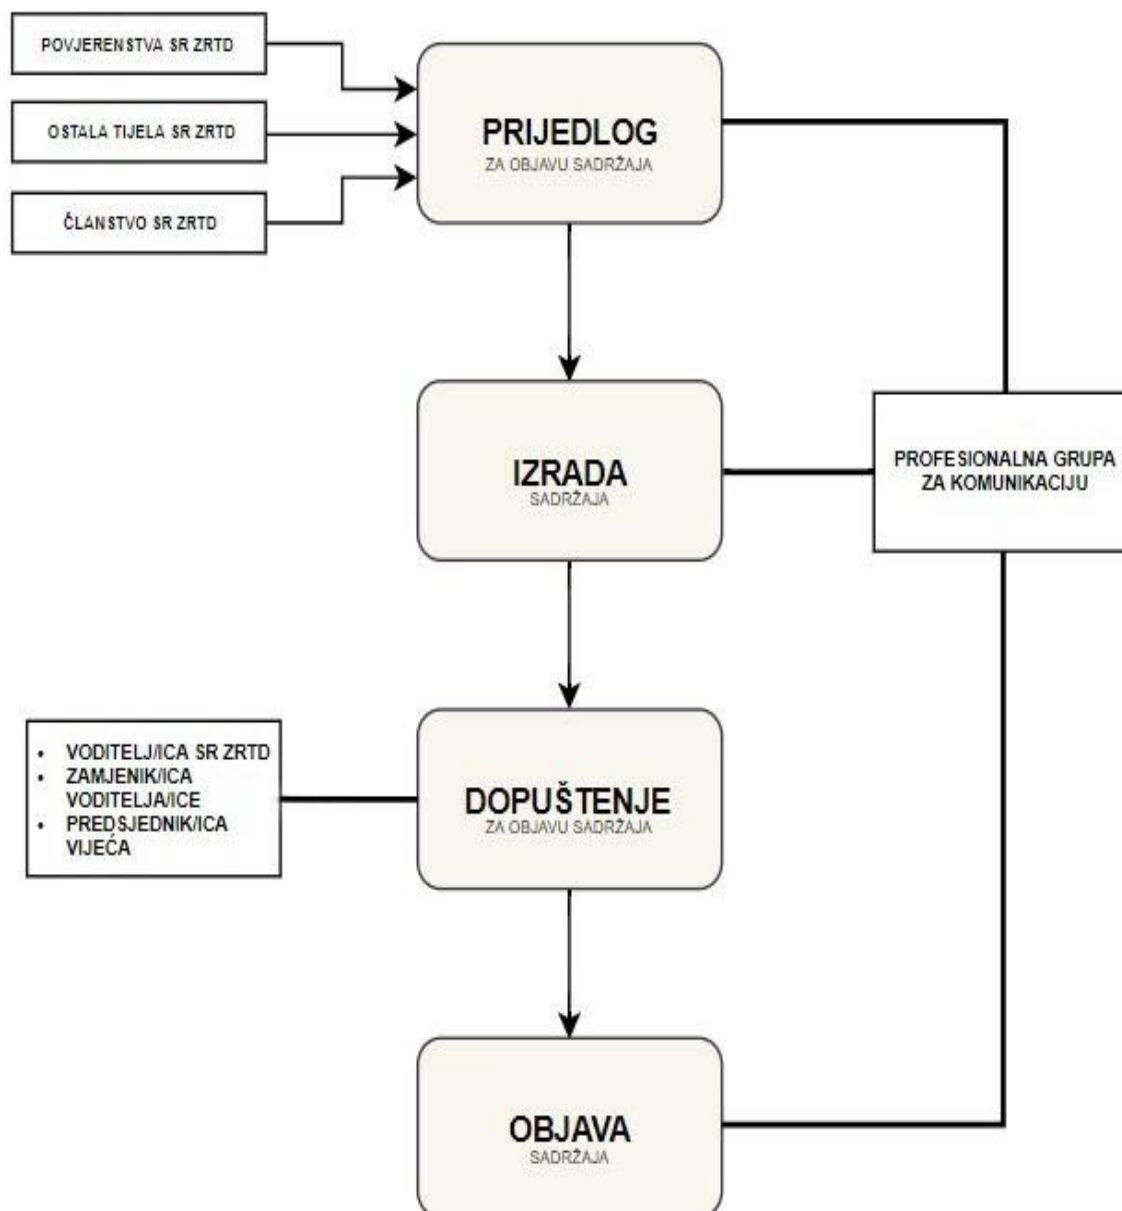 POVJERENSTVA SR ZRTD
OSTALA TIJELA SR ZRTD
ČLANSTVO SR ZRTD
PRIJEDLOG
ZA OBJAVU SADRŽAJA
IZRADA
SADRŽAJA
PROFESIONALNA GRUPA
ZA KOMUNIKACIJU
• VODITELJ/ICA SR ZRTD
• ZAMJENIK/ICA
VODITELJA/ICE
• PREDSJEDNIK/ICA
VIJEĆA
DOPUŠTENJE
ZA OBJAVU SADRŽAJA
OBJAVA
SADRŽAJA